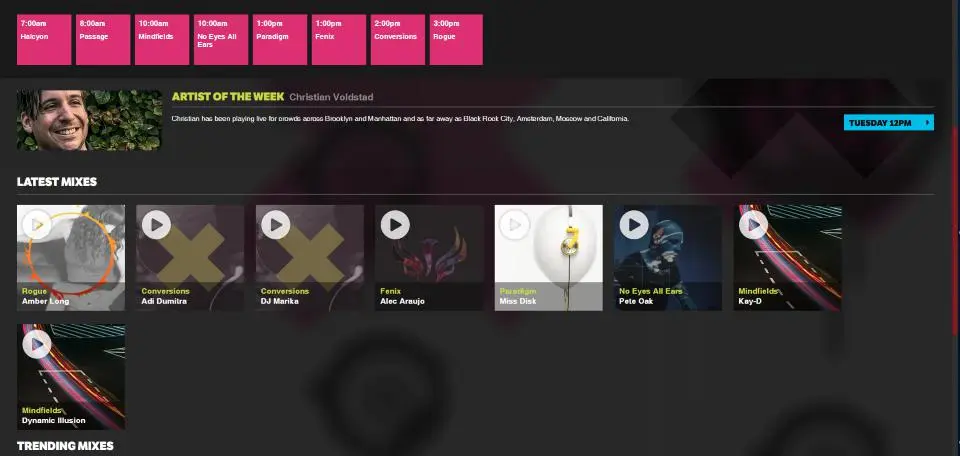 7:00am
Halcyon
8:00am
Passage
10:00am
Mindfields
10:00am
No Eyes All
Ears
1:00pm
Paradigm
1:00pm
Fenix
2:00pm
Conversions
3:00pm
Rogue
ARTIST OF THE WEEK Christian Voldstad
Christian has been playing live for crowds across Brooklyn and Manhattan and as far away as Black Rock City, Amsterdam, Moscow and California.
TUESDAY 12PM
LATEST MIXES
Rogue
Amber Long
Conversions
Adi Dumitra
Conversions
DJ Marika
Fenix
Alec Araujo
Paradigm
Miss Disk
No Eyes All Ears
Pete Oak
Mindfields
Kay-D
Mindfields
Dynamic Illusion
TRENDING MIXES